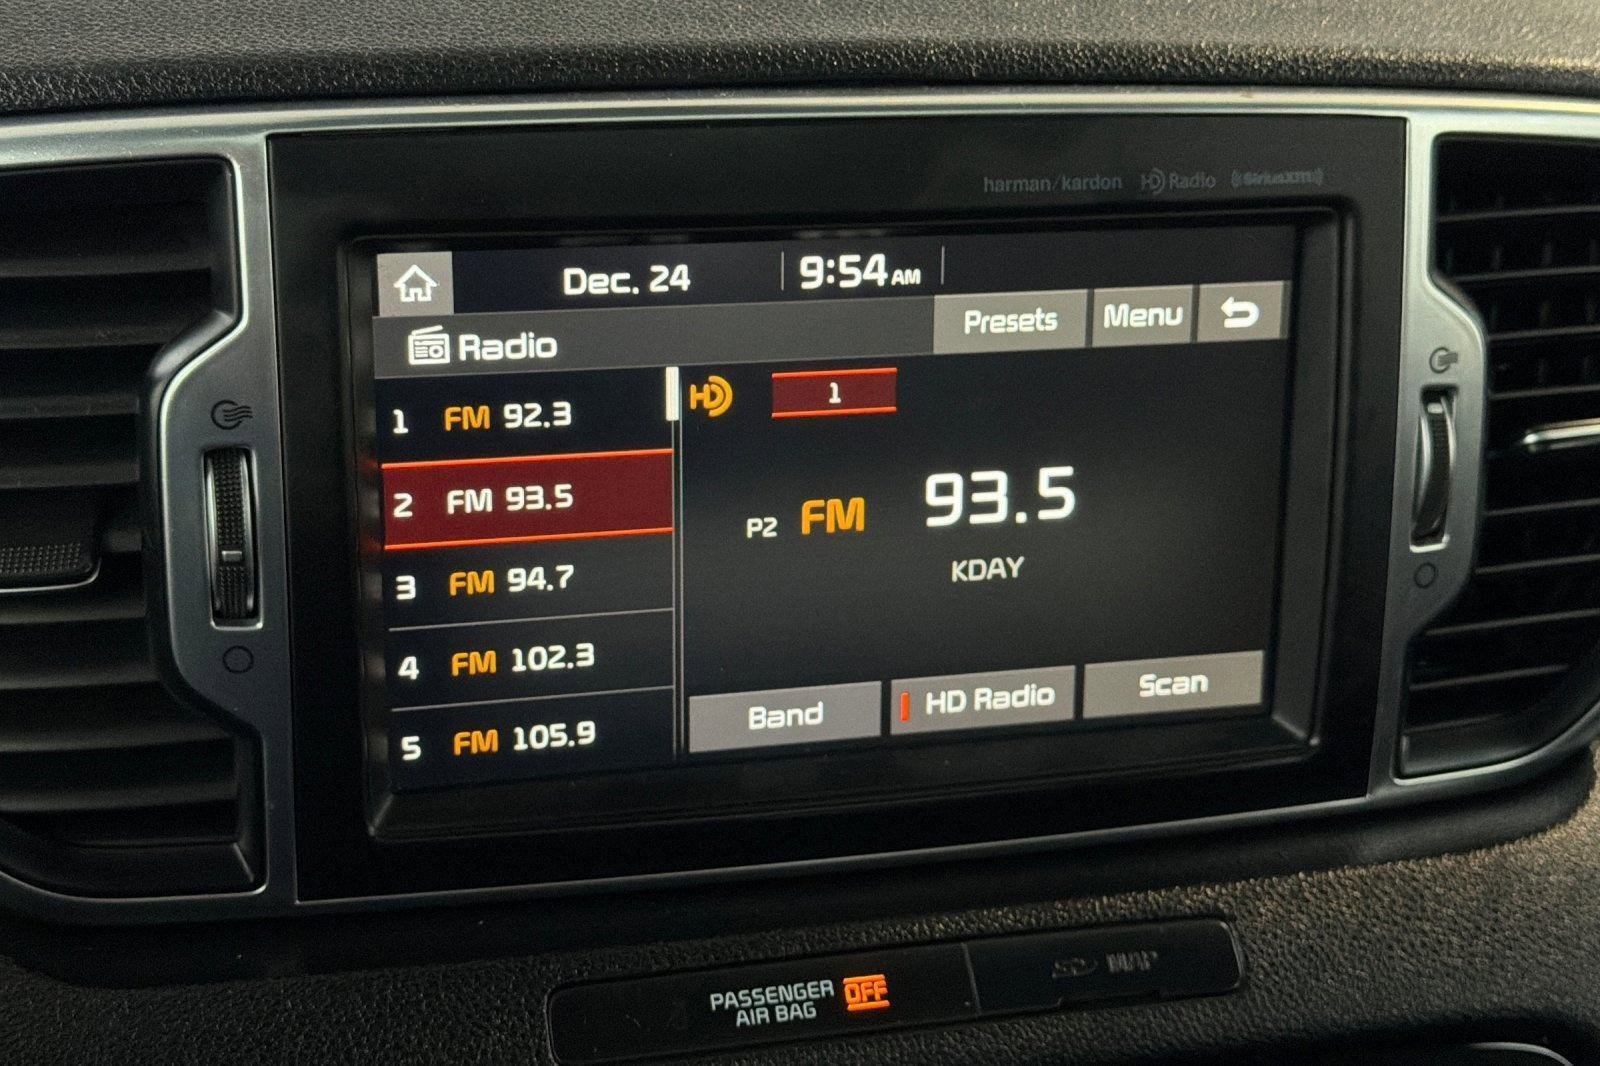 harman/kardon HD Radio ((SiriusXM))
Dec. 24 9:54 AM
Radio Presets Menu
1 FM 92.3
2 FM 93.5
3 FM 94.7
4 FM 102.3
5 FM 105.9
HD 1
P2 FM 93.5
KDAY
Band HD Radio Scan
PASSENGER
AIR BAG OFF
MAP